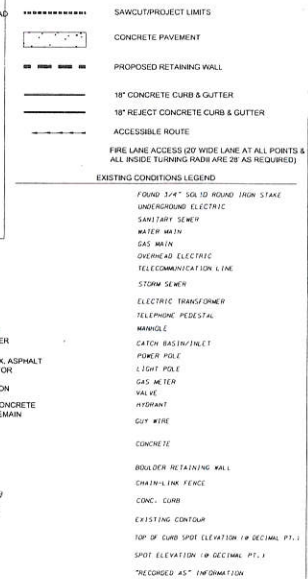 AD
SAWCUT/PROJECT LIMITS
CONCRETE PAVEMENT
PROPOSED RETAINING WALL
18" CONCRETE CURB & GUTTER
18" REJECT CONCRETE CURB & GUTTER
ACCESSIBLE ROUTE
FIRE LANE ACCESS (20' WIDE LANE AT ALL POINTS &
ALL INSIDE TURNING RADII ARE 28' AS REQUIRED)
EXISTING CONDITIONS LEGEND
FOUND 3/4" SOLID ROUND IRON STAKE
UNDERGROUND ELECTRIC
SANITARY SEWER
WATER MAIN
GAS MAIN
OVERHEAD ELECTRIC
TELECOMMUNICATION LINE
STORM SEWER
ELECTRIC TRANSFORMER
TELEPHONE PEDESTAL
MANHOLE
CATCH BASIN/INLET
POWER POLE
LIGHT POLE
GAS METER
VALVE
HYDRANT
GUY WIRE
CONCRETE
BOULDER RETAINING WALL
CHAIN-LINK FENCE
CONC. CURB
EXISTING CONTOUR
TOP OF CURB SPOT ELEVATION (@ DECIMAL PT.)
SPOT ELEVATION (@ DECIMAL PT.)
"RECORDED AS" INFORMATION
ER
K, ASPHALT
TOR
ON
ONCRETE
EMAIN